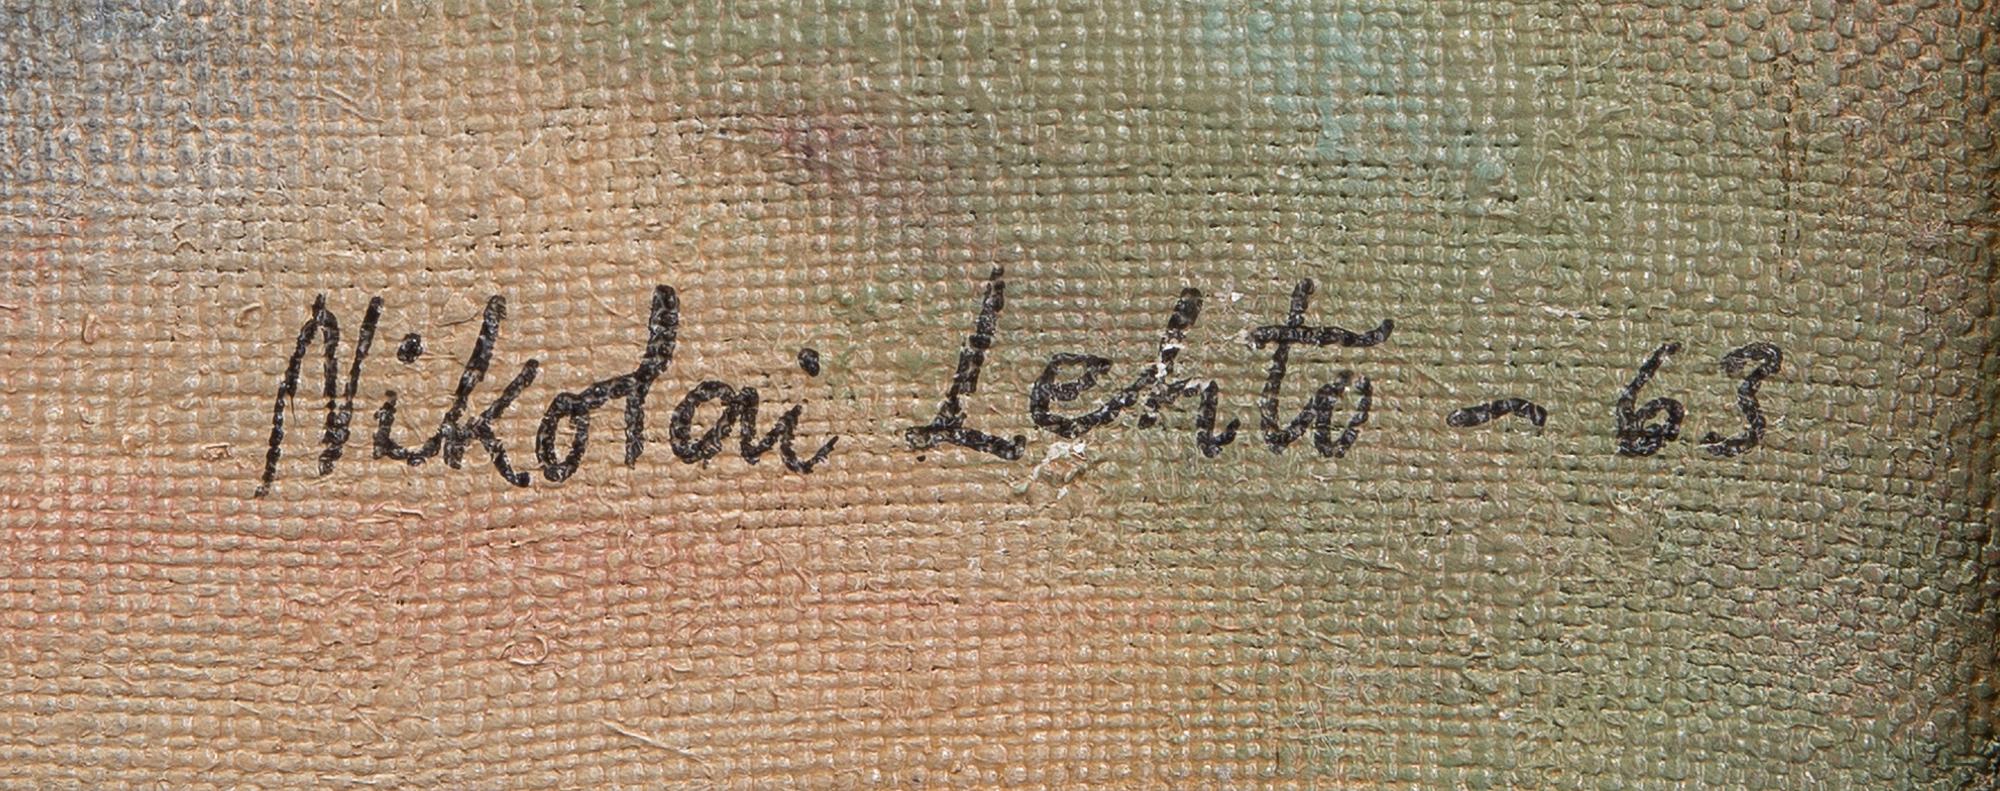 Nikolai Lehto - 63